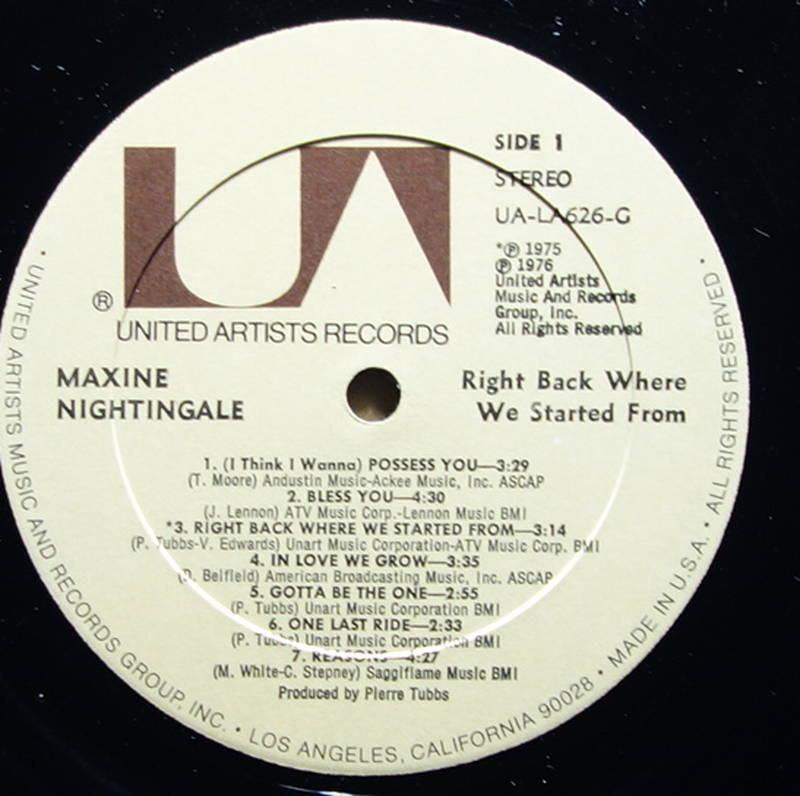 SIDE 1
STEREO
UA-LA626-G
*Ⓟ 1975
Ⓟ 1976
United Artists
Music And Records
Group, Inc.
All Rights Reserved
UA
®
UNITED ARTISTS RECORDS
MAXINE
NIGHTINGALE
Right Back Where
We Started From
1. (I Think I Wanna) POSSESS YOU—3:29
(T. Moore) Andustin Music-Ackee Music, Inc. ASCAP
2. BLESS YOU—4:30
(J. Lennon) ATV Music Corp.-Lennon Music BMI
*3. RIGHT BACK WHERE WE STARTED FROM—3:14
(P. Tubbs-V. Edwards) Unart Music Corporation-ATV Music Corp. BMI
4. IN LOVE WE GROW—3:35
(D. Belfield) American Broadcasting Music, Inc. ASCAP
5. GOTTA BE THE ONE—2:55
(P. Tubbs) Unart Music Corporation BMI
6. ONE LAST RIDE—2:33
(P. Tubbs) Unart Music Corporation BMI
7. REASONS—4:27
(M. White-C. Stepney) Saggiflame Music BMI
Produced by Pierre Tubbs
• UNITED ARTISTS MUSIC AND RECORDS GROUP, INC. • LOS ANGELES, CALIFORNIA 90028 • MADE IN U.S.A. • ALL RIGHTS RESERVED •